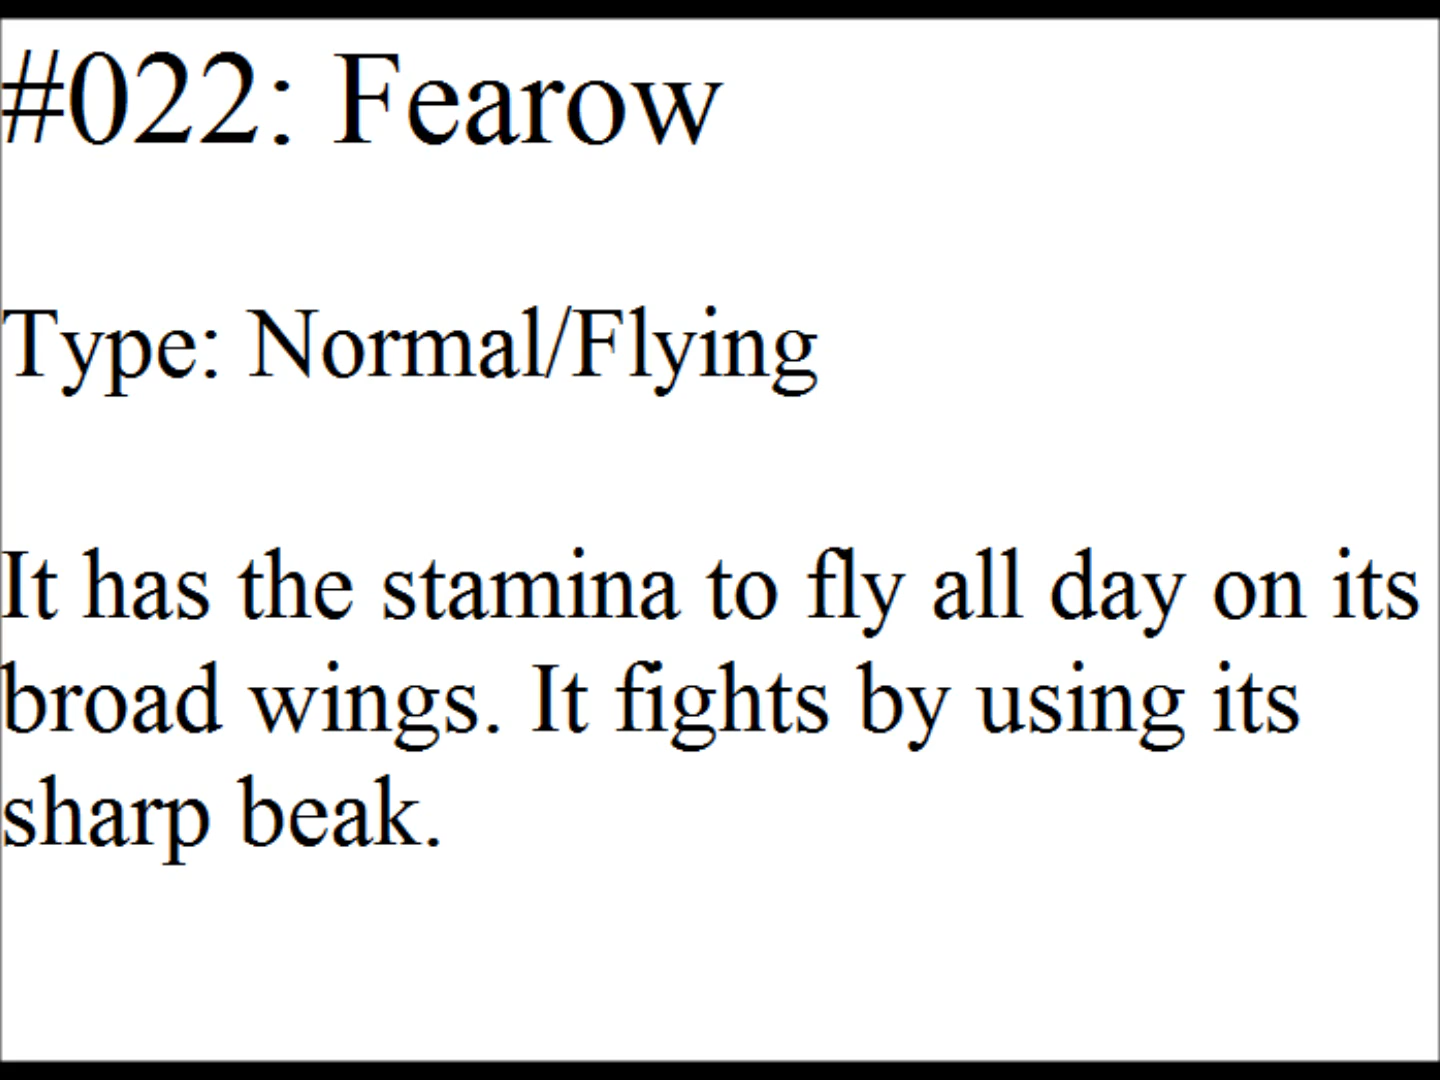 #022: Fearow
Type: Normal/Flying
It has the stamina to fly all day on its
broad wings. It fights by using its
sharp beak.